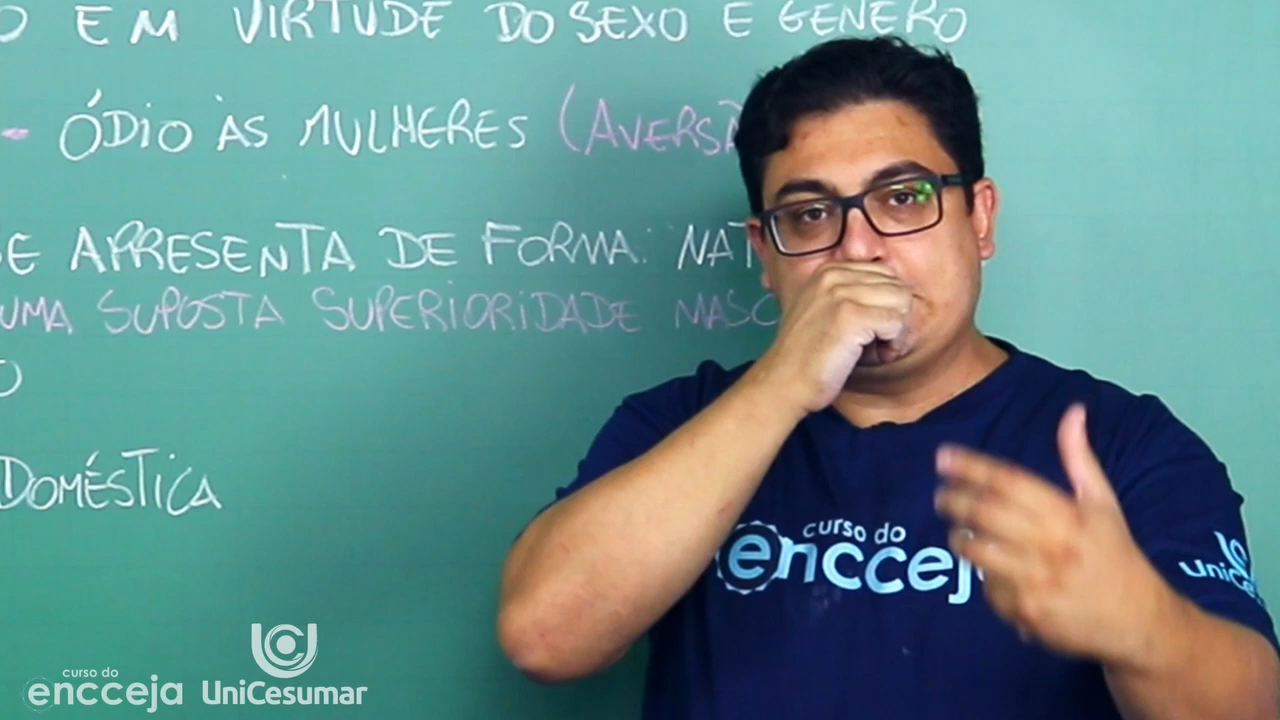 EM VIRTUDE DO SEXO E GÊNERO
- ÓDIO ÀS MULHERES (AVERSÃ
SE APRESENTA DE FORMA: NAT
UMA SUPOSTA SUPERIORIDADE MASC
O
DOMÉSTICA
curso do
encceja
UniCe
curso do
encceja UniCesumar